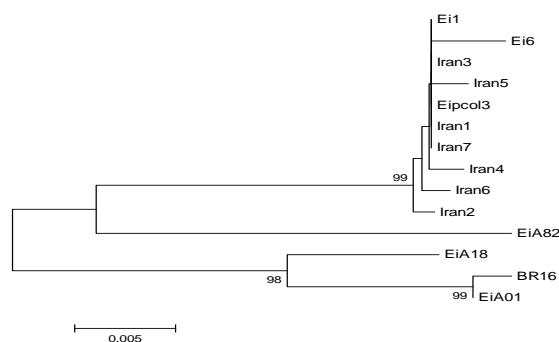 Ei1
Ei6
Iran3
Iran5
Eipcol3
Iran1
Iran7
Iran4
99
Iran6
Iran2
EiA82
EiA18
98
BR16
99
EiA01
0.005